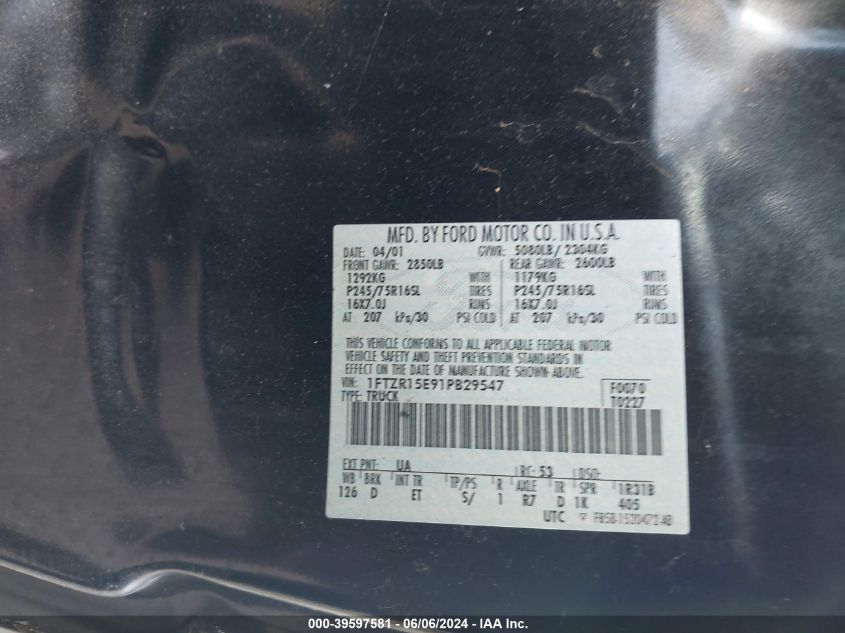 MFD. BY FORD MOTOR CO. IN U.S.A.
DATE: 04/01 GVWR: 5080LB/ 2304KG
FRONT GAWR: 2850LB REAR GAWR: 2600LB
1292KG WITH 1179KG WITH
P245/75R16SL TIRES P245/75R16SL TIRES
16X7.0J RIMS 16X7.0J RIMS
AT 207 kPa/30 PSI COLD AT 207 kPa/30 PSI COLD
THIS VEHICLE CONFORMS TO ALL APPLICABLE FEDERAL MOTOR
VEHICLE SAFETY AND THEFT PREVENTION STANDARDS IN
EFFECT ON THE DATE OF MANUFACTURE SHOWN ABOVE.
VIN: 1FTZR15E91PB29547 F0070
TYPE: TRUCK T0227
EXT PNT: UA RC: 53 DSO:
WB BRK INT TR TP/PS R AXLE TR SPR 1R31B
126 D ET S/ 1 R7 D 1K 405
UTC
000-39597581 - 06/06/2024 - IAA Inc.